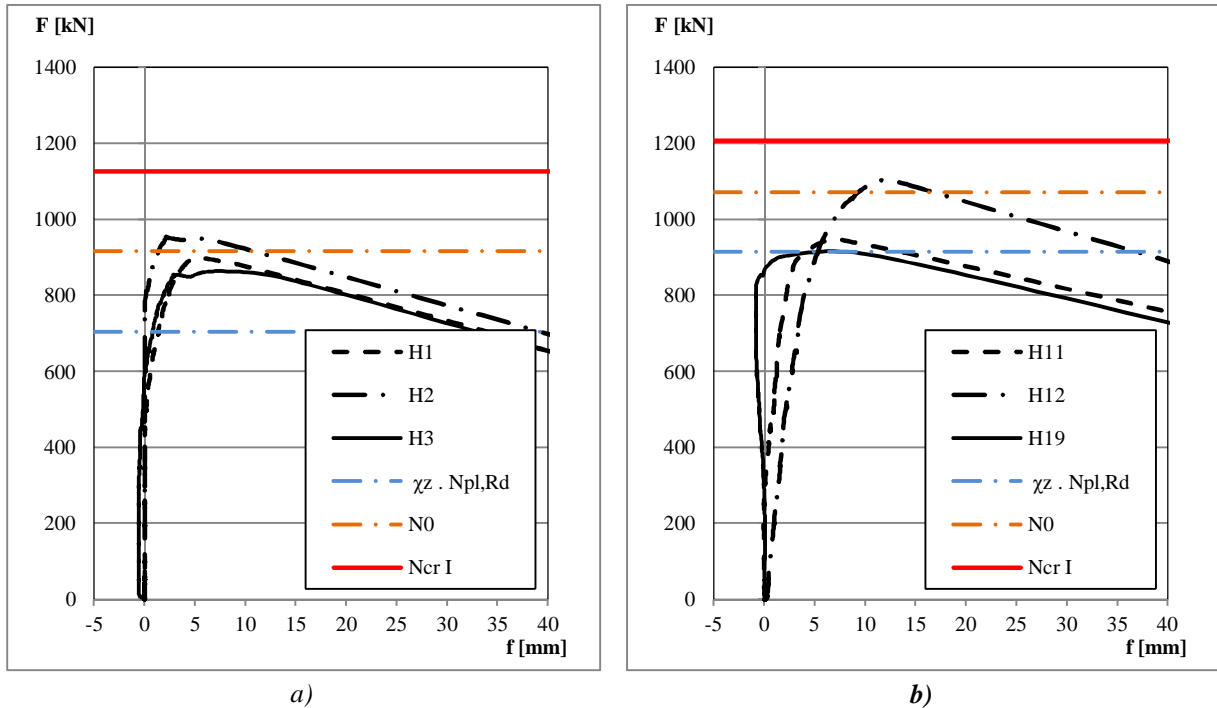 F [kN]
1400
1200
1000
800
600
400
200
0
-5 0 5 10 15 20 25 30 35 40
f [mm]
H1
H2
H3
χz . Npl,Rd
N0
Ncr I
a)
F [kN]
1400
1200
1000
800
600
400
200
0
-5 0 5 10 15 20 25 30 35 40
f [mm]
H11
H12
H19
χz . Npl,Rd
N0
Ncr I
b)